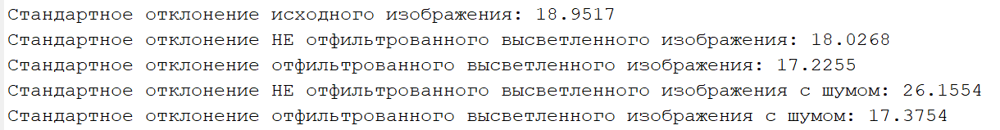 Стандартное отклонение исходного изображения: 18.9517
Стандартное отклонение НЕ отфильтрованного высветленного изображения: 18.0268
Стандартное отклонение отфильтрованного высветленного изображения: 17.2255
Стандартное отклонение НЕ отфильтрованного высветленного изображения с шумом: 26.1554
Стандартное отклонение отфильтрованного высветленного изображения с шумом: 17.3754